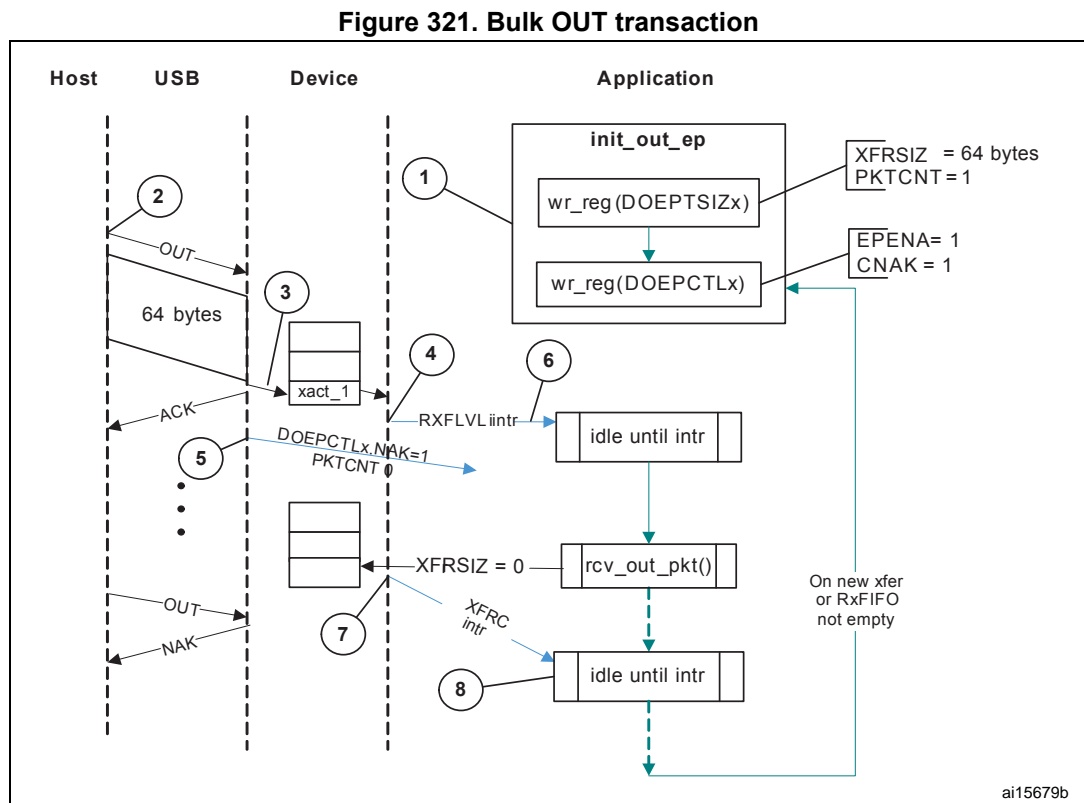 Figure 321. Bulk OUT transaction
Host USB Device Application
init_out_ep
XFRSIZ = 64 bytes
PKTCNT = 1
1
wr_reg(DOEPTSIZx)
2
OUT
EPENA= 1
CNAK = 1
wr_reg(DOEPCTLx)
3
64 bytes
4
6
xact_1
ACK
RXFLVL iintr
idle until intr
DOEPCTLx.NAK=1
PKTCNT 0
5
XFRSIZ = 0
rcv_out_pkt()
On new xfer
or RxFIFO
not empty
OUT
XFRC
intr
7
NAK
idle until intr
8
ai15679b